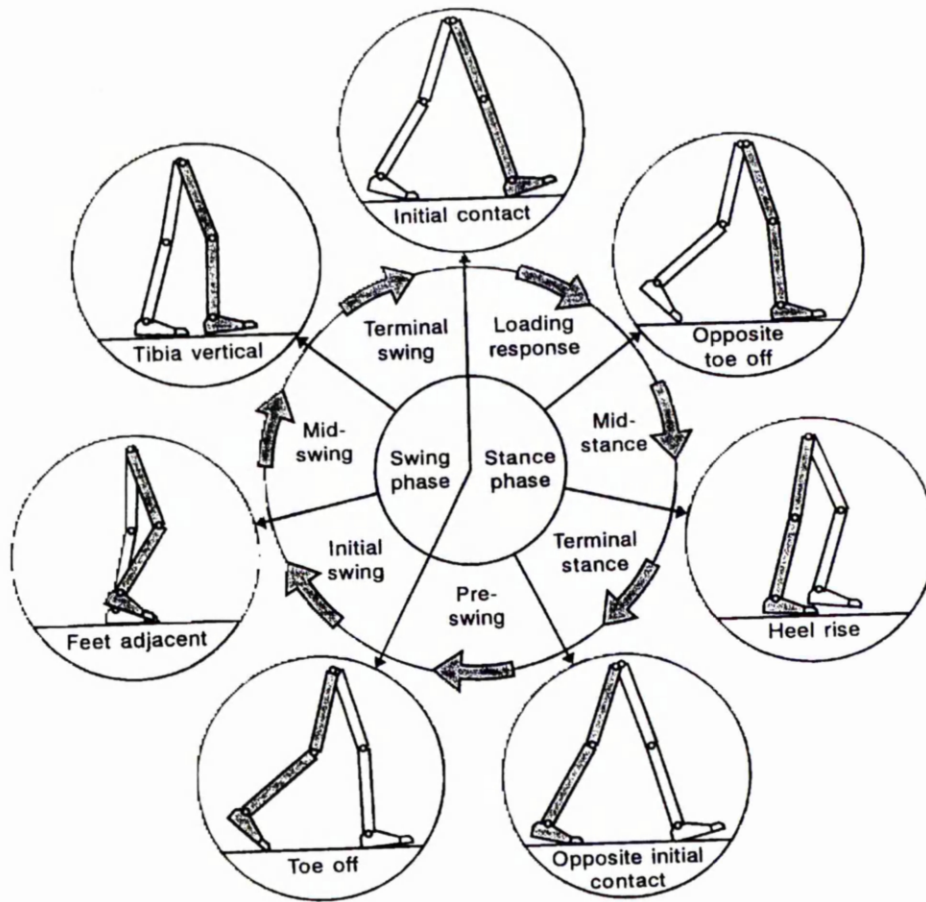 Initial contact
Opposite
toe off
Heel rise
Opposite initial
contact
Toe off
Feet adjacent
Tibia vertical
Loading
response
Mid-
stance
Terminal
stance
Pre-
swing
Initial
swing
Mid-
swing
Terminal
swing
Swing
phase
Stance
phase